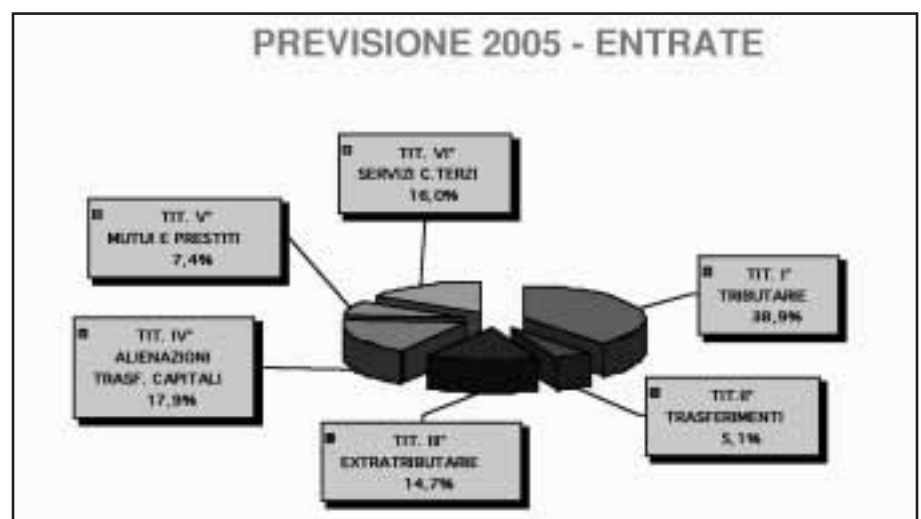 PREVISIONE 2005 - ENTRATE
TIT. VI°
SERVIZI C.TERZI
16,0%
TIT. V°
MUTUI E PRESTITI
7,4%
TIT. I°
TRIBUTARIE
38,9%
TIT. IV°
ALIENAZIONI
TRASF. CAPITALI
17,9%
TIT.II°
TRASFERIMENTI
5,1%
TIT. III°
EXTRATRIBUTARIE
14,7%